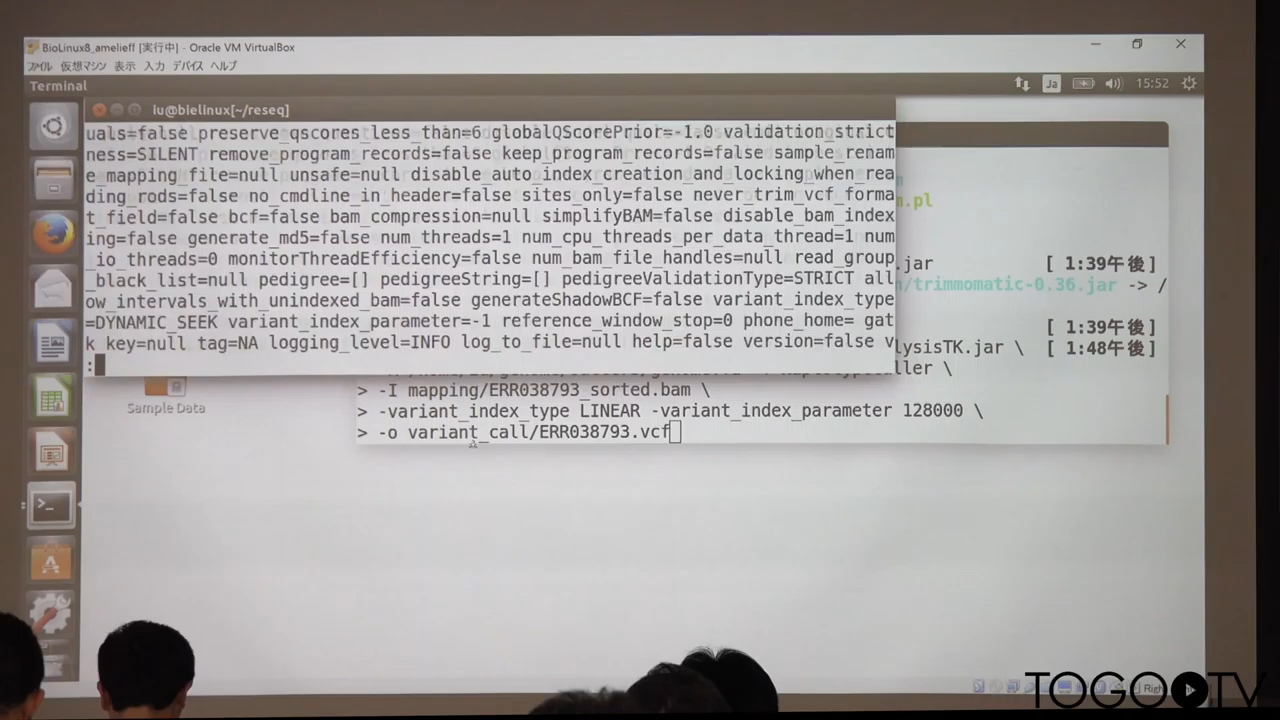 BioLinux8_amelieff [実行中] - Oracle VM VirtualBox
ファイル 仮想マシン 表示 入力 デバイス ヘルプ
Terminal
Ja
15:52
iu@bielinux[~/reseq]
uals=false preserve_qscores_less_than=6 globalQScorePrior=-1.0 validation_strict
ness=SILENT remove_program_records=false keep_program_records=false sample_renam
e_mapping_file=null unsafe=null disable_auto_index_creation_and_locking_when_rea
ding_rods=false no_cmdline_in_header=false sites_only=false never_trim_vcf_forma
t_field=false bcf=false bam_compression=null simplifyBAM=false disable_bam_index
ing=false generate_md5=false num_threads=1 num_cpu_threads_per_data_thread=1 num
_io_threads=0 monitorThreadEfficiency=false num_bam_file_handles=null read_group
_black_list=null pedigree=[] pedigreeString=[] pedigreeValidationType=STRICT all
ow_intervals_with_unindexed_bam=false generateShadowBCF=false variant_index_type
=DYNAMIC_SEEK variant_index_parameter=-1 reference_window_stop=0 phone_home= gat
k_key=null tag=NA logging_level=INFO log_to_file=null help=false version=false v
:
m.pl
.jar [ 1:39午後]
n/trimmomatic-0.36.jar -> /
[ 1:39午後]
lysisTK.jar \ [ 1:48午後]
ller \
> -I mapping/ERR038793_sorted.bam \
> -variant_index_type LINEAR -variant_index_parameter 128000 \
> -o variant_call/ERR038793.vcf
Sample Data
Right
TOGOTV